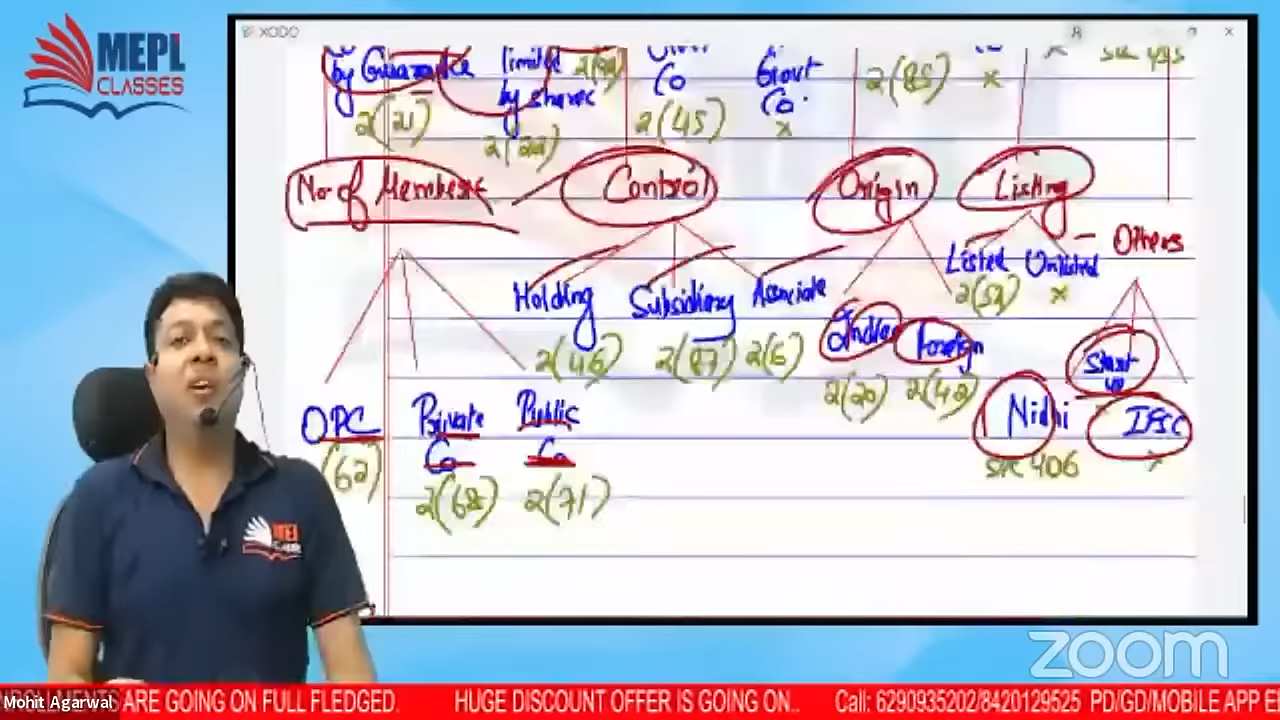 MEPL
CLASSES
XODO
by Guarantee
limited
by shares
2(21)
2(22)
Co
2(45)
Govt
Co.
x
2(85)
x
x
No of Members
Control
Origin
Listing
Others
Holding
Subsidiary
Associate
2(46)
2(87)
2(6)
Indian
Foreign
2(20)
2(42)
Listed
Unlisted
2(52)
x
Start
up
Nidhi
IFSC
sec 406
x
OPC
Private
Co
Public
Co
(62)
2(68)
2(71)
MEPL
zoom
Mohit Agarwal
ENROLLMENTS ARE GOING ON FULL FLEDGED. HUGE DISCOUNT OFFER IS GOING ON.. Call: 6290935202/8420129525 PD/GD/MOBILE APP